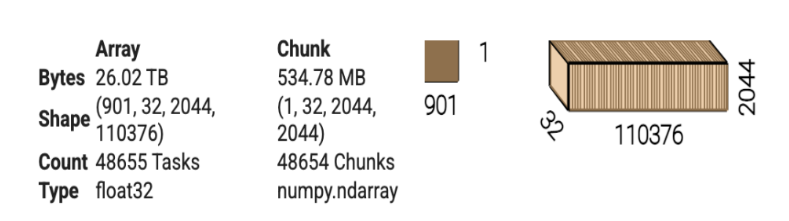 Array Chunk
Bytes 26.02 TB 534.78 MB
Shape (901, 32, 2044, 110376) (1, 32, 2044, 2044)
Count 48655 Tasks 48654 Chunks
Type float32 numpy.ndarray
1
901
32
110376
2044